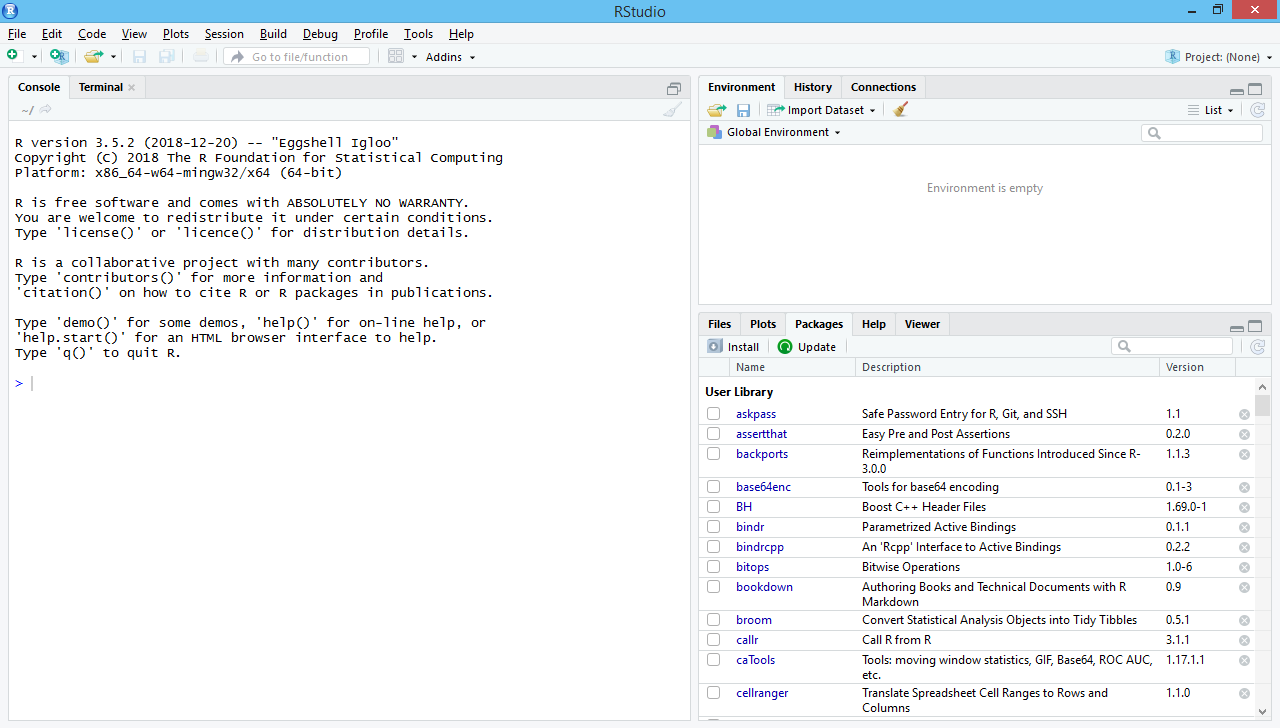 RStudio
File Edit Code View Plots Session Build Debug Profile Tools Help
Go to file/function Addins Project: (None)
Console Terminal
~/
R version 3.5.2 (2018-12-20) -- "Eggshell Igloo"
Copyright (C) 2018 The R Foundation for Statistical Computing
Platform: x86_64-w64-mingw32/x64 (64-bit)
R is free software and comes with ABSOLUTELY NO WARRANTY.
You are welcome to redistribute it under certain conditions.
Type 'license()' or 'licence()' for distribution details.
R is a collaborative project with many contributors.
Type 'contributors()' for more information and
'citation()' on how to cite R or R packages in publications.
Type 'demo()' for some demos, 'help()' for on-line help, or
'help.start()' for an HTML browser interface to help.
Type 'q()' to quit R.
>
Environment History Connections
Import Dataset List
Global Environment
Environment is empty
Files Plots Packages Help Viewer
Install Update
Name Description Version
User Library
askpass Safe Password Entry for R, Git, and SSH 1.1
assertthat Easy Pre and Post Assertions 0.2.0
backports Reimplementations of Functions Introduced Since R- 1.1.3
3.0.0
base64enc Tools for base64 encoding 0.1-3
BH Boost C++ Header Files 1.69.0-1
bindr Parametrized Active Bindings 0.1.1
bindrcpp An 'Rcpp' Interface to Active Bindings 0.2.2
bitops Bitwise Operations 1.0-6
bookdown Authoring Books and Technical Documents with R 0.9
Markdown
broom Convert Statistical Analysis Objects into Tidy Tibbles 0.5.1
callr Call R from R 3.1.1
caTools Tools: moving window statistics, GIF, Base64, ROC AUC, 1.17.1.1
etc.
cellranger Translate Spreadsheet Cell Ranges to Rows and 1.1.0
Columns